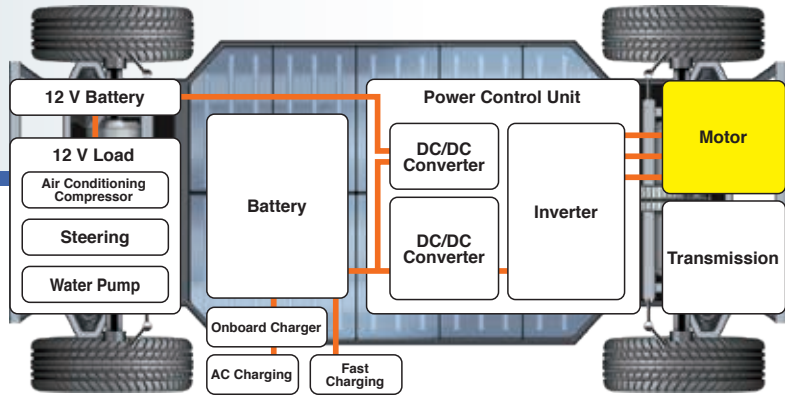 12 V Battery
12 V Load
Air Conditioning
Compressor
Steering
Water Pump
Battery
Onboard Charger
AC Charging
Fast
Charging
Power Control Unit
DC/DC
Converter
DC/DC
Converter
Inverter
Motor
Transmission